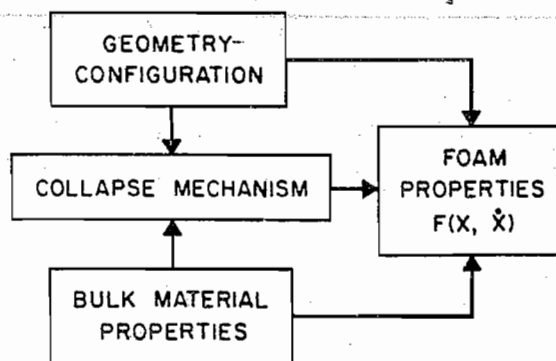 GEOMETRY-
CONFIGURATION
COLLAPSE MECHANISM
BULK MATERIAL
PROPERTIES
FOAM
PROPERTIES
F(X, Ẋ)